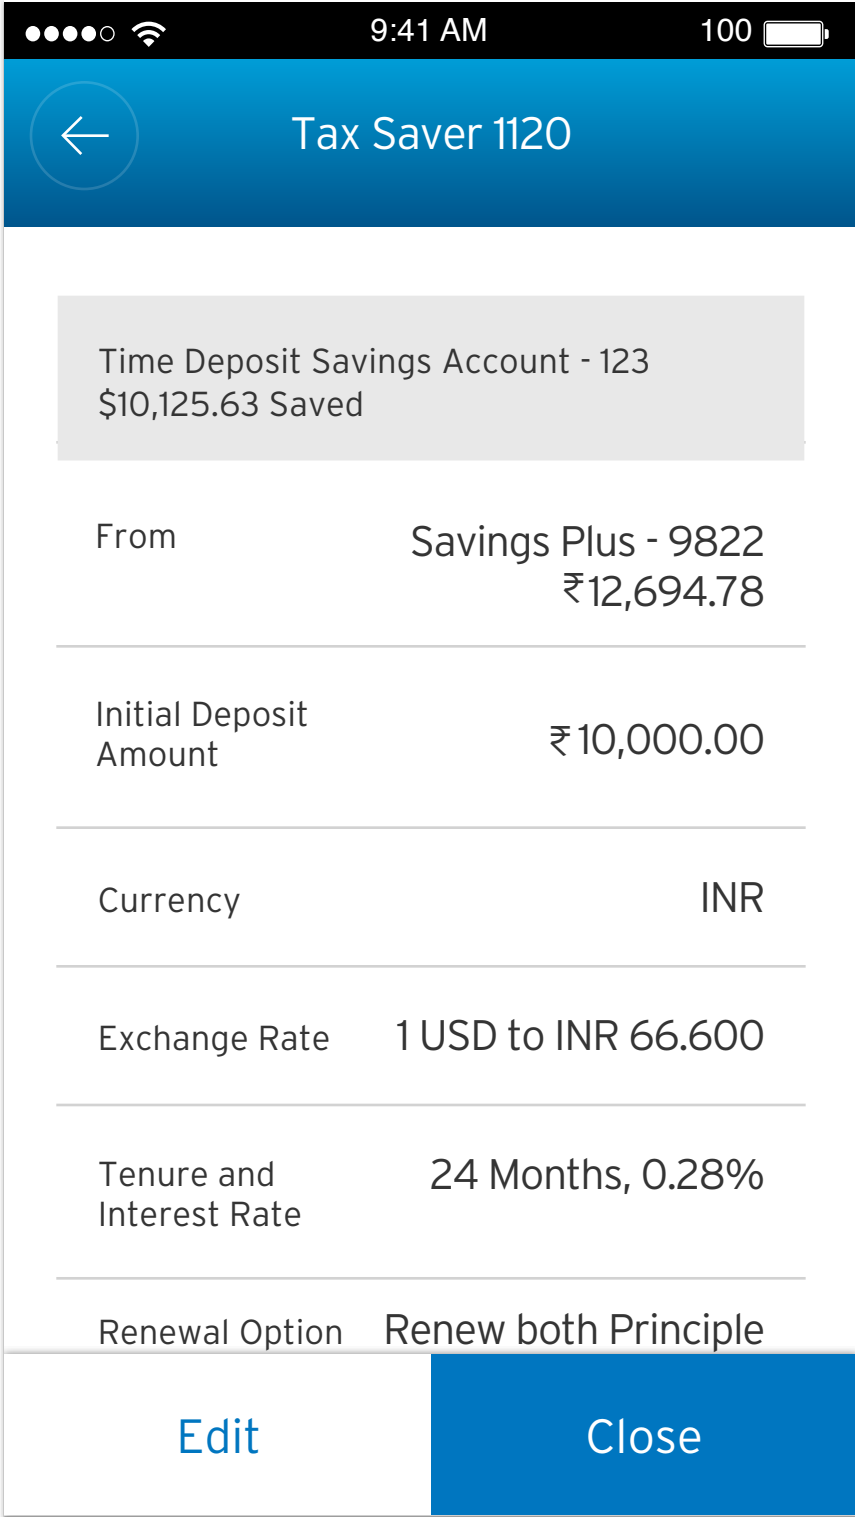 9:41 AM
100
Tax Saver 1120
Time Deposit Savings Account - 123
$10,125.63 Saved
From
Savings Plus - 9822
₹12,694.78
Initial Deposit
Amount
₹10,000.00
Currency
INR
Exchange Rate
1 USD to INR 66.600
Tenure and
Interest Rate
24 Months, 0.28%
Renewal Option
Renew both Principle
Edit
Close